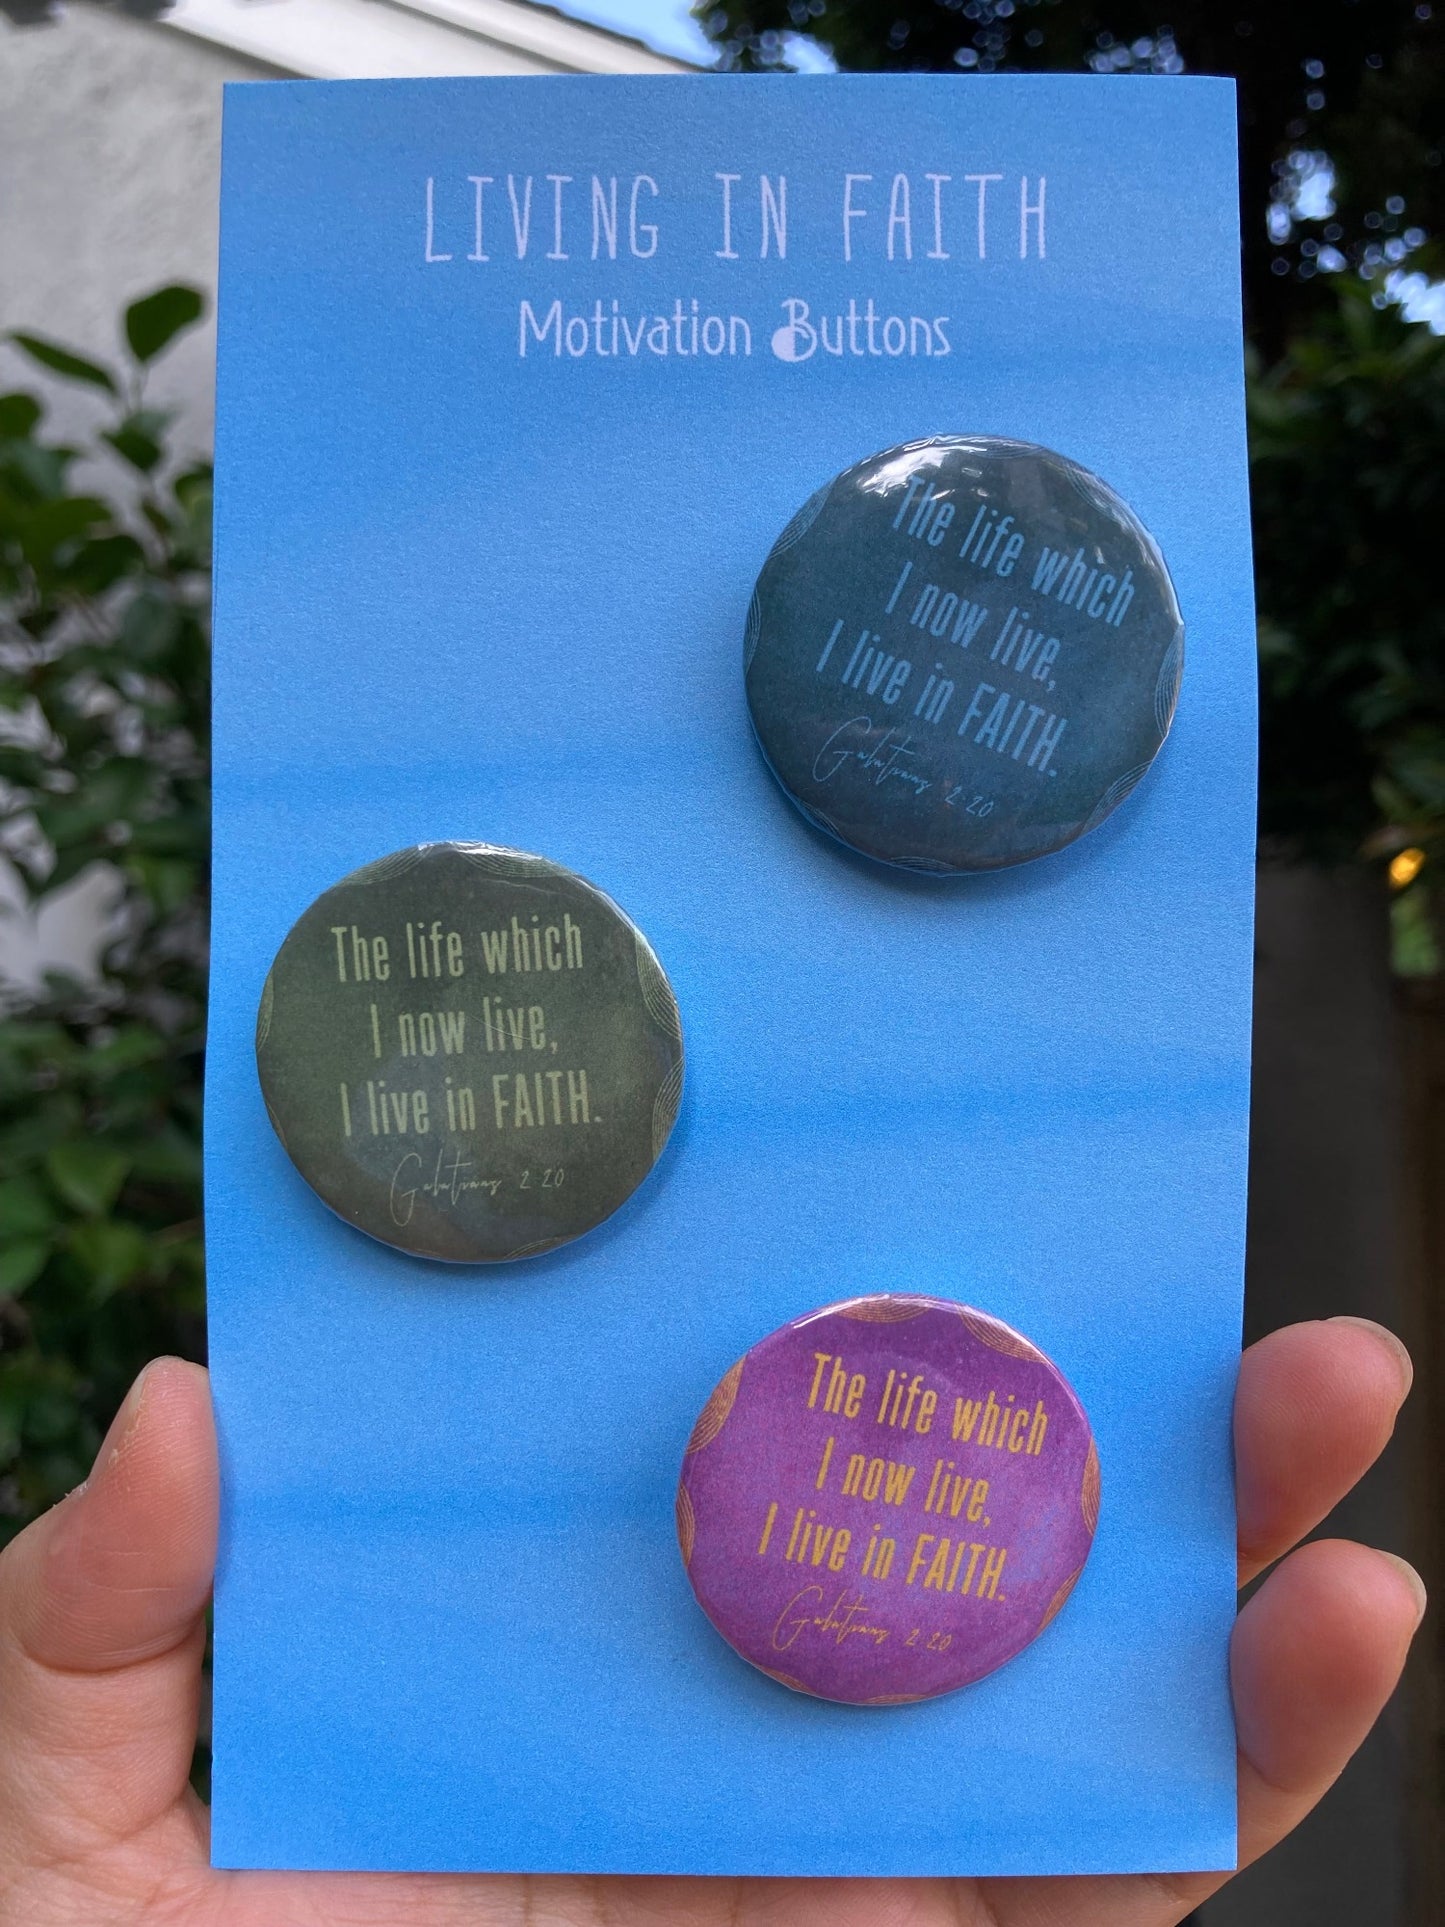 LIVING IN FAITH
Motivation Buttons
The life which
I now live,
I live in FAITH.
Galatians 2:20
The life which
I now live,
I live in FAITH.
Galatians 2:20
The life which
I now live,
I live in FAITH.
Galatians 2:20